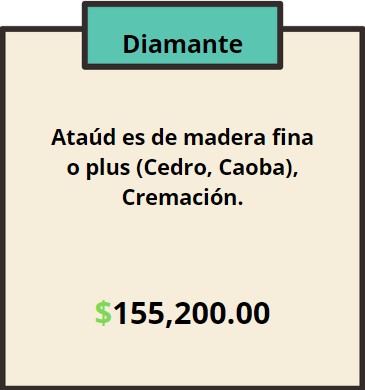 Diamante
Ataúd es de madera fina
o plus (Cedro, Caoba),
Cremación.
$155,200.00